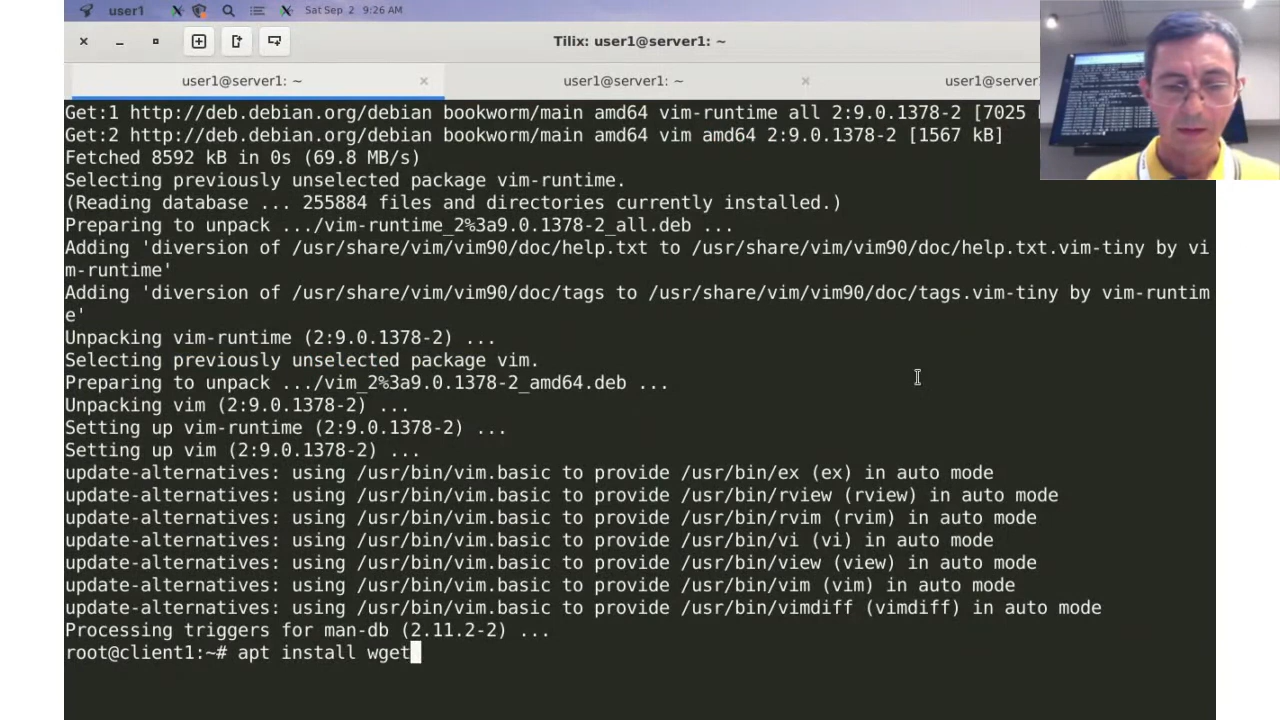 user1 Sat Sep 2 9:26 AM
Tilix: user1@server1: ~
user1@server1: ~ user1@server1: ~ user1@server1:
Get:1 http://deb.debian.org/debian bookworm/main amd64 vim-runtime all 2:9.0.1378-2 [7025
Get:2 http://deb.debian.org/debian bookworm/main amd64 vim amd64 2:9.0.1378-2 [1567 kB]
Fetched 8592 kB in 0s (69.8 MB/s)
Selecting previously unselected package vim-runtime.
(Reading database ... 255884 files and directories currently installed.)
Preparing to unpack .../vim-runtime_2%3a9.0.1378-2_all.deb ...
Adding 'diversion of /usr/share/vim/vim90/doc/help.txt to /usr/share/vim/vim90/doc/help.txt.vim-tiny by vi
m-runtime'
Adding 'diversion of /usr/share/vim/vim90/doc/tags to /usr/share/vim/vim90/doc/tags.vim-tiny by vim-runtim
e'
Unpacking vim-runtime (2:9.0.1378-2) ...
Selecting previously unselected package vim.
Preparing to unpack .../vim_2%3a9.0.1378-2_amd64.deb ...
Unpacking vim (2:9.0.1378-2) ...
Setting up vim-runtime (2:9.0.1378-2) ...
Setting up vim (2:9.0.1378-2) ...
update-alternatives: using /usr/bin/vim.basic to provide /usr/bin/ex (ex) in auto mode
update-alternatives: using /usr/bin/vim.basic to provide /usr/bin/rview (rview) in auto mode
update-alternatives: using /usr/bin/vim.basic to provide /usr/bin/rvim (rvim) in auto mode
update-alternatives: using /usr/bin/vim.basic to provide /usr/bin/vi (vi) in auto mode
update-alternatives: using /usr/bin/vim.basic to provide /usr/bin/view (view) in auto mode
update-alternatives: using /usr/bin/vim.basic to provide /usr/bin/vim (vim) in auto mode
update-alternatives: using /usr/bin/vim.basic to provide /usr/bin/vimdiff (vimdiff) in auto mode
Processing triggers for man-db (2.11.2-2) ...
root@client1:~# apt install wget